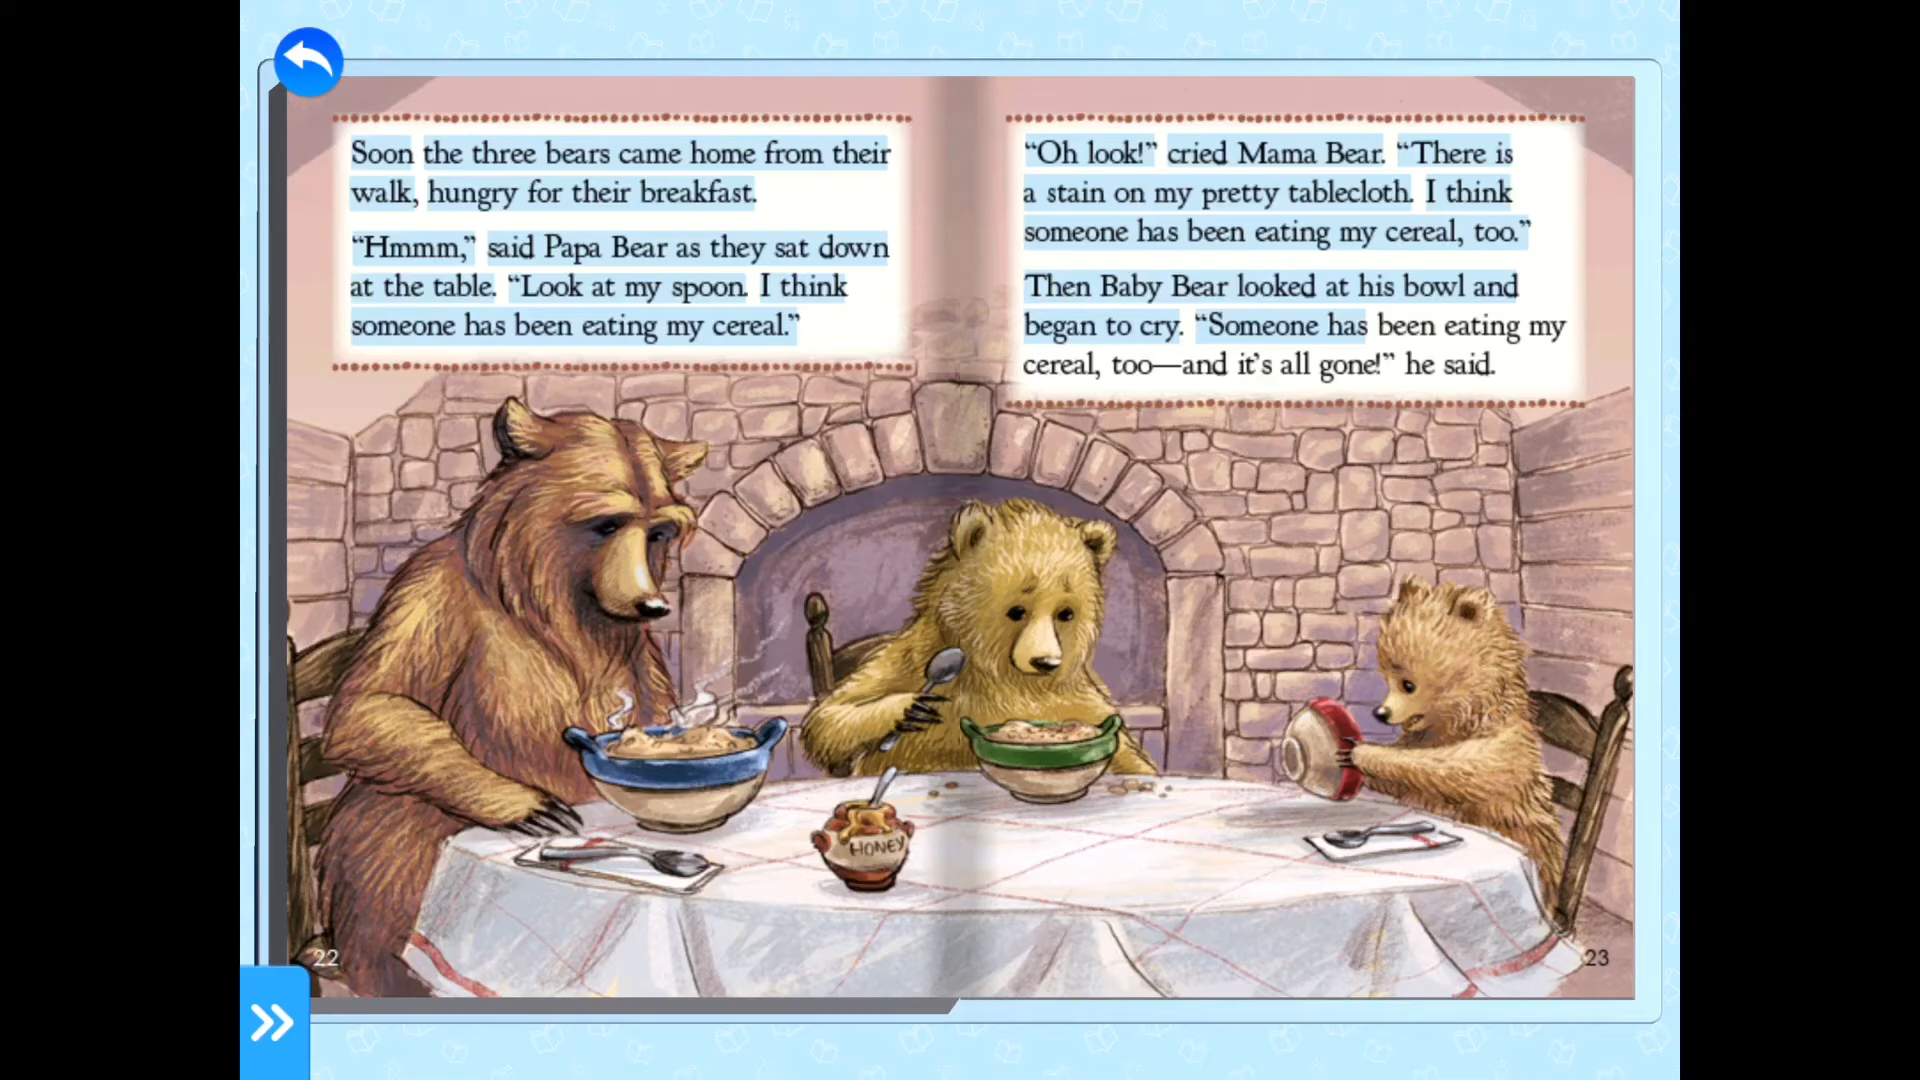 Soon the three bears came home from their
walk, hungry for their breakfast.
“Hmmm,” said Papa Bear as they sat down
at the table. “Look at my spoon. I think
someone has been eating my cereal.”
“Oh look!” cried Mama Bear. “There is
a stain on my pretty tablecloth. I think
someone has been eating my cereal, too.”
Then Baby Bear looked at his bowl and
began to cry. “Someone has been eating my
cereal, too—and it’s all gone!” he said.
HONEY
22
23